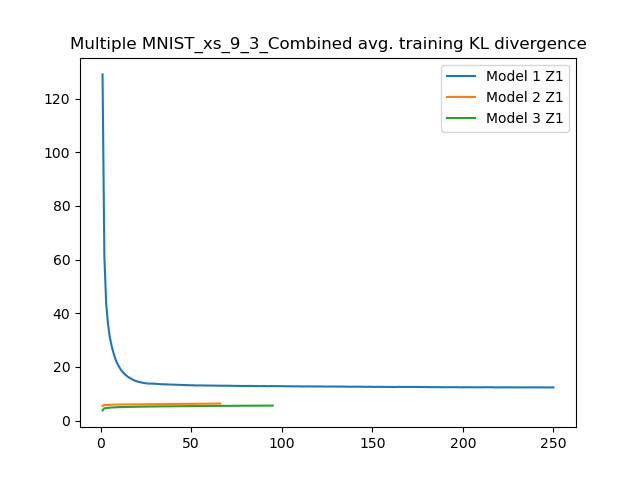 Multiple MNIST_xs_9_3_Combined avg. training KL divergence
Model 1 Z1
Model 2 Z1
Model 3 Z1
120
100
80
60
40
20
0
0 50 100 150 200 250